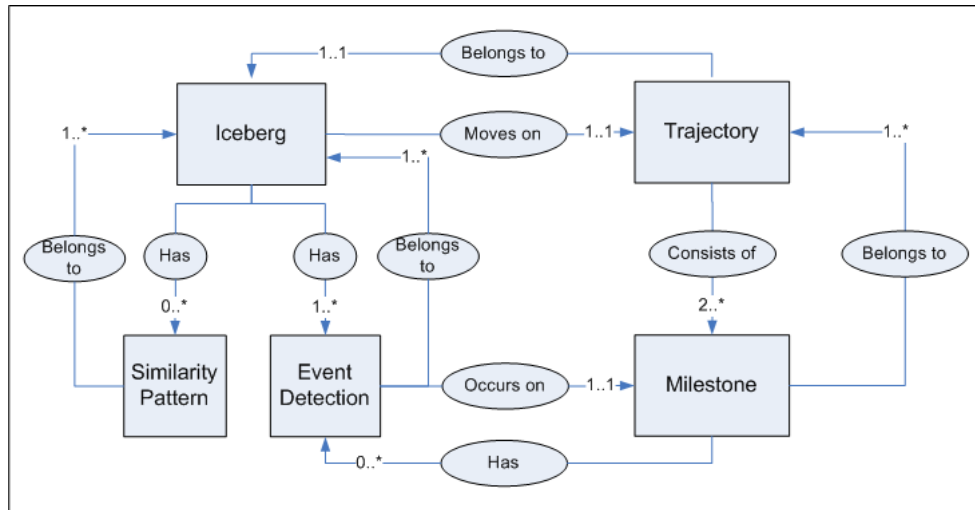 1..1
Belongs to
Iceberg
Moves on
1..1
Trajectory
1..*
1..*
1..*
Belongs
to
Has
Has
Belongs
to
Consists of
Belongs to
0..*
1..*
2..*
Similarity
Pattern
Event
Detection
Occurs on
1..1
Milestone
0..*
Has